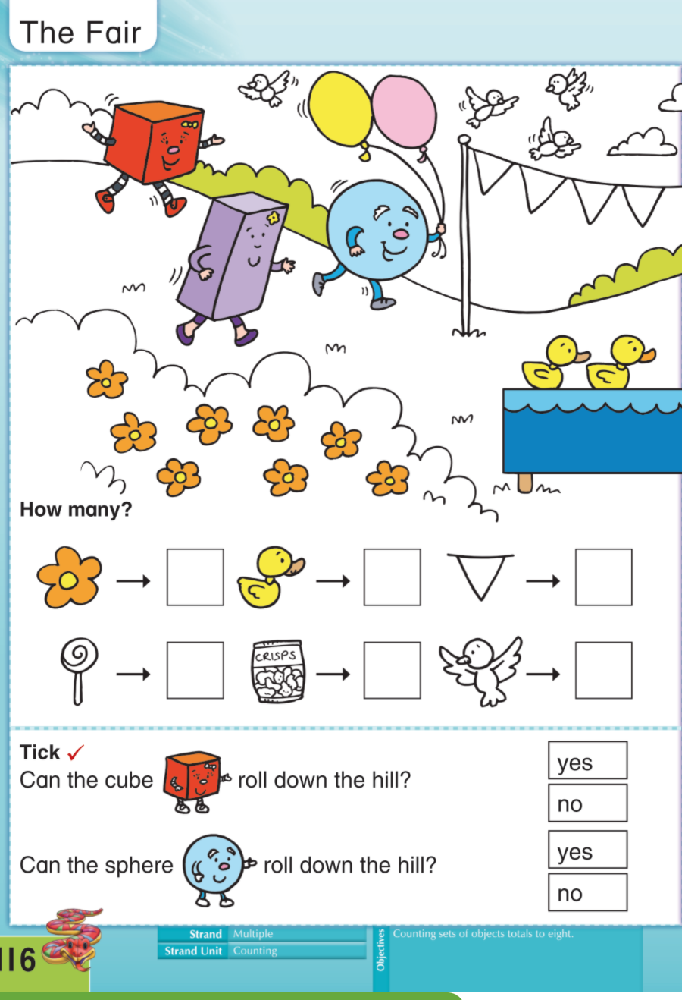 The Fair
How many?
CRISPS
Tick ✓
Can the cube roll down the hill?
yes
no
Can the sphere roll down the hill?
yes
no
116
Strand Multiple
Strand Unit Counting
Objectives
Counting sets of objects totals to eight.